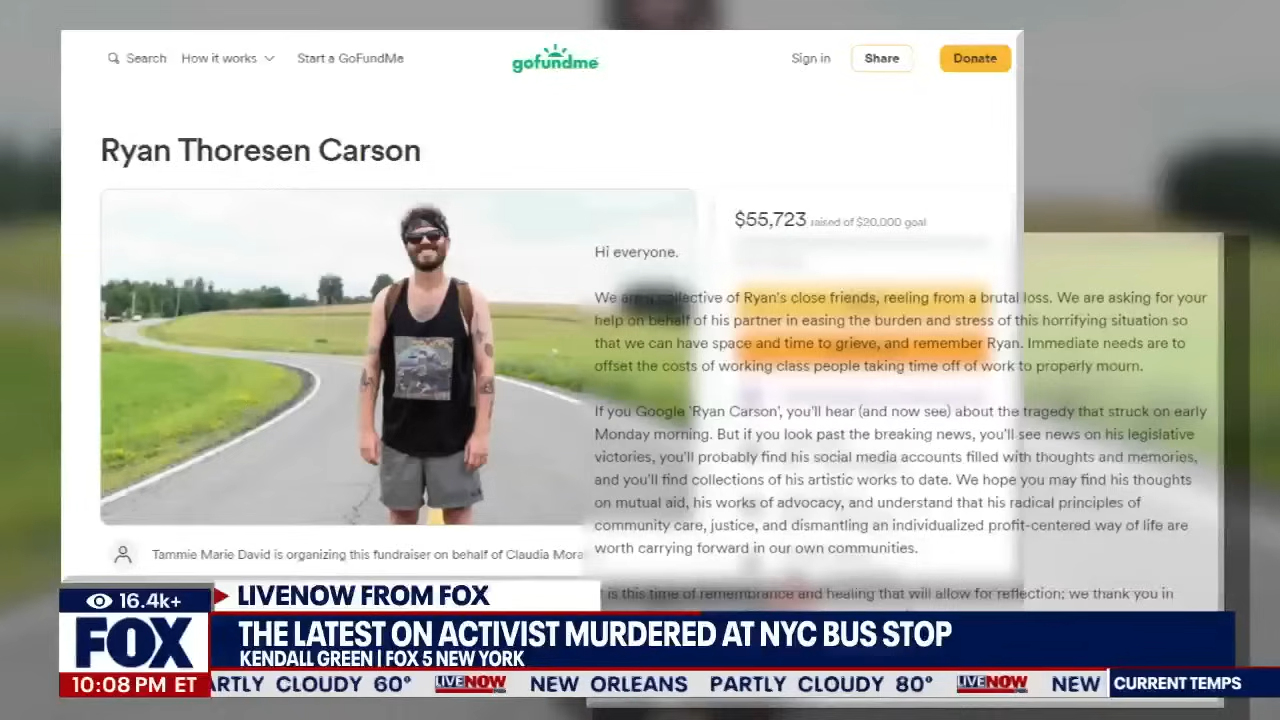 Search How it works Start a GoFundMe gofundme Sign in Share Donate
Ryan Thoresen Carson
$55,723 raised of $20,000 goal
Hi everyone.
We are a collective of Ryan's close friends, reeling from a brutal loss. We are asking for your
help on behalf of his partner in easing the burden and stress of this horrifying situation so
that we can have space and time to grieve, and remember Ryan. Immediate needs are to
offset the costs of working class people taking time off of work to properly mourn.
If you Google 'Ryan Carson', you'll hear (and now see) about the tragedy that struck on early
Monday morning. But if you look past the breaking news, you'll see news on his legislative
victories, you'll probably find his social media accounts filled with thoughts and memories,
and you'll find collections of his artistic works to date. We hope you may find his thoughts
on mutual aid, his works of advocacy, and understand that his radical principles of
community care, justice, and dismantling an individualized profit-centered way of life are
worth carrying forward in our own communities.
Tammie Marie David is organizing this fundraiser on behalf of Claudia Mora
is this time of remembrance and healing that will allow for reflection; we thank you in
16.4k+ LIVENOW FROM FOX
FOX THE LATEST ON ACTIVIST MURDERED AT NYC BUS STOP
KENDALL GREEN | FOX 5 NEW YORK
10:08 PM ET ARTLY CLOUDY 60° LIVENOW NEW ORLEANS PARTLY CLOUDY 80° LIVENOW NEW CURRENT TEMPS